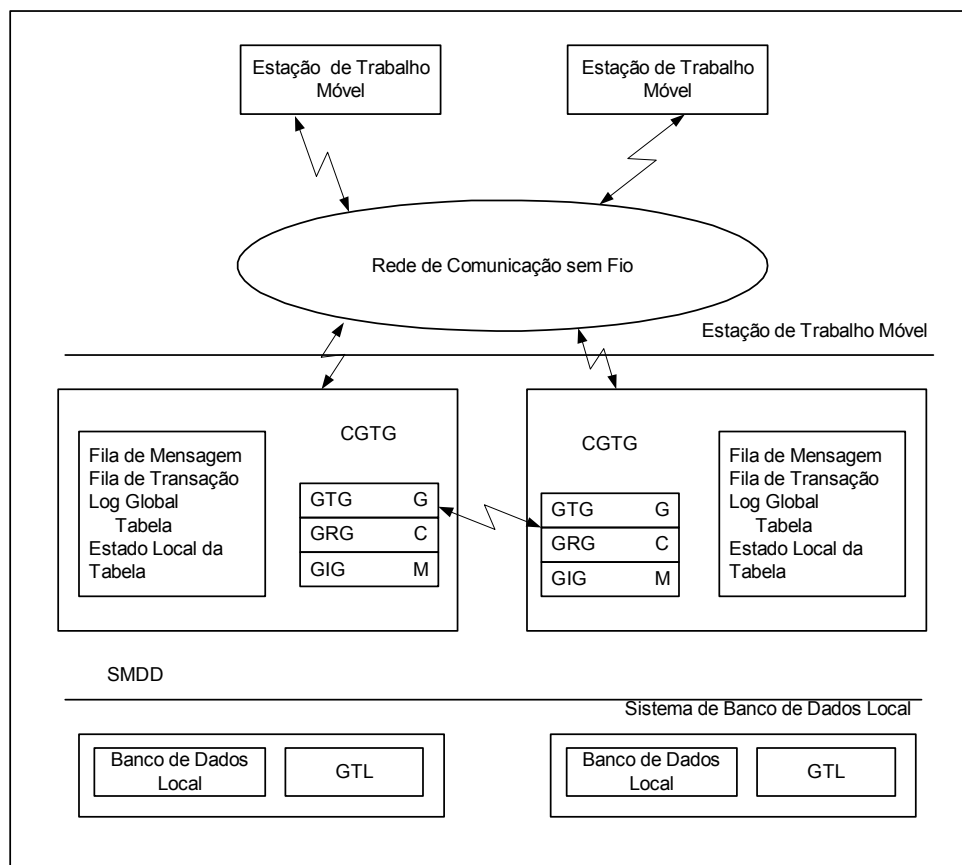 Estação de Trabalho
Móvel
Estação de Trabalho
Móvel
Rede de Comunicação sem Fio
Estação de Trabalho Móvel
CGTG
Fila de Mensagem
Fila de Transação
Log Global
Tabela
Estado Local da
Tabela
GTG G
GRG C
GIG M
CGTG
GTG G
GRG C
GIG M
Fila de Mensagem
Fila de Transação
Log Global
Tabela
Estado Local da
Tabela
SMDD
Sistema de Banco de Dados Local
Banco de Dados
Local
GTL
Banco de Dados
Local
GTL